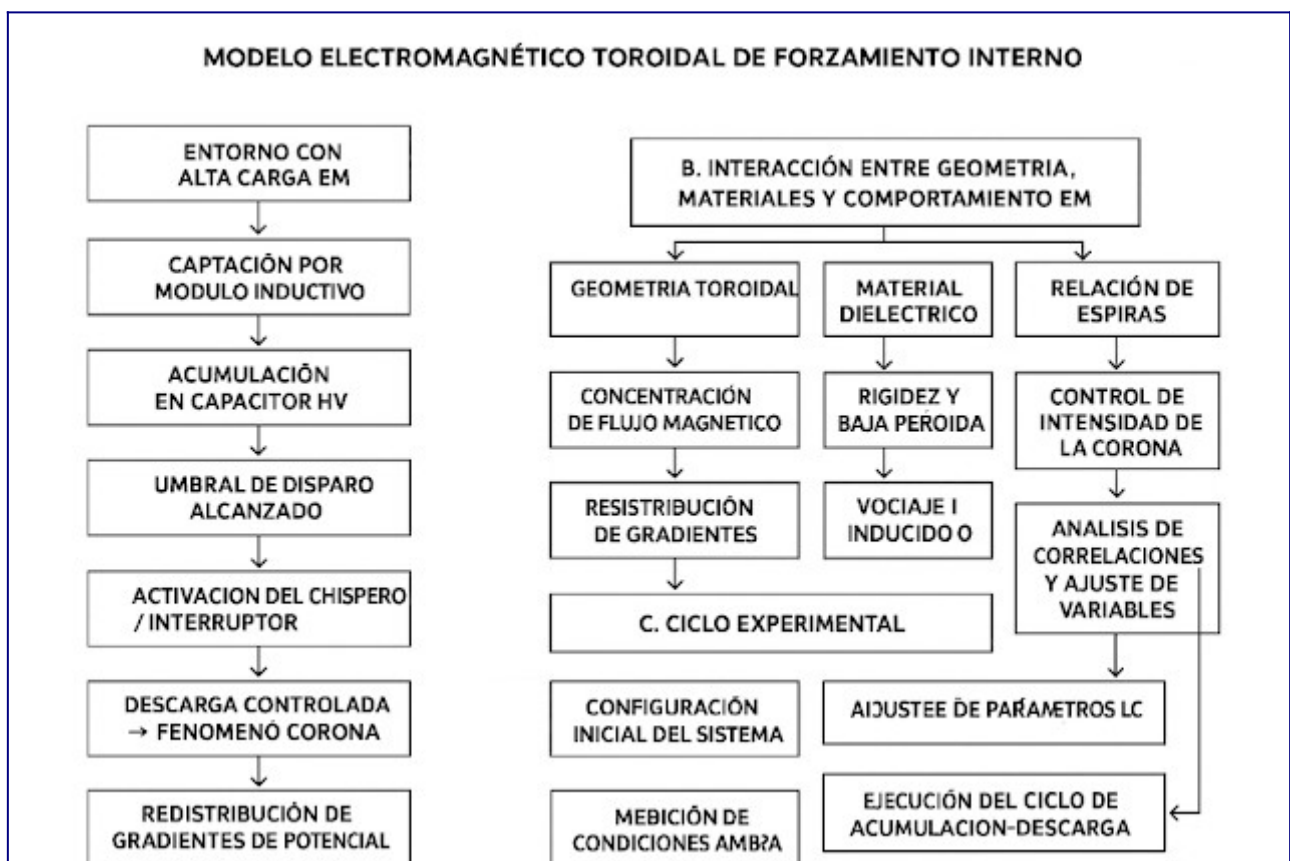 MODELO ELECTROMAGNÉTICO TOROIDAL DE FORZAMIENTO INTERNO
ENTORNO CON
ALTA CARGA EM
CAPTACIÓN POR
MODULO INDUCTIVO
ACUMULACIÓN
EN CAPACITOR HV
UMBRAL DE DISPARO
ALCANZADO
ACTIVACION DEL CHISPERO
/ INTERRUPTOR
DESCARGA CONTROLADA
→ FENOMENÓ CORONA
REDISTRIBUCIÓN DE
GRADIENTES DE POTENCIAL
B. INTERACCIÓN ENTRE GEOMETRIA,
MATERIALES Y COMPORTAMIENTO EM
GEOMETRIA TOROIDAL
CONCENTRACIÓN
DE FLUJO MAGNETICO
RESISTRIBUCIÓN
DE GRADIENTES
MATERIAL
DIELECTRICO
RIGIDEZ Y
BAJA PEROIDA
VOCIAJE I
INDUCIDO O
RELACIÓN DE
ESPIRAS
CONTROL DE
INTENSIDAD DE
LA CORONA
ANALISIS DE
CORRELACIONES
Y AJUSTE DE
VARIABLES
C. CICLO EXPERIMENTAL
CONFIGURACIÓN
INICIAL DEL SISTEMA
MEBICIÓN DE
CONDICIONES AMB?A
AIJUSTEE DE PARÁMETROS LC
EJECUCIÓN DEL CICLO DE
ACUMULACION-DESCARGA